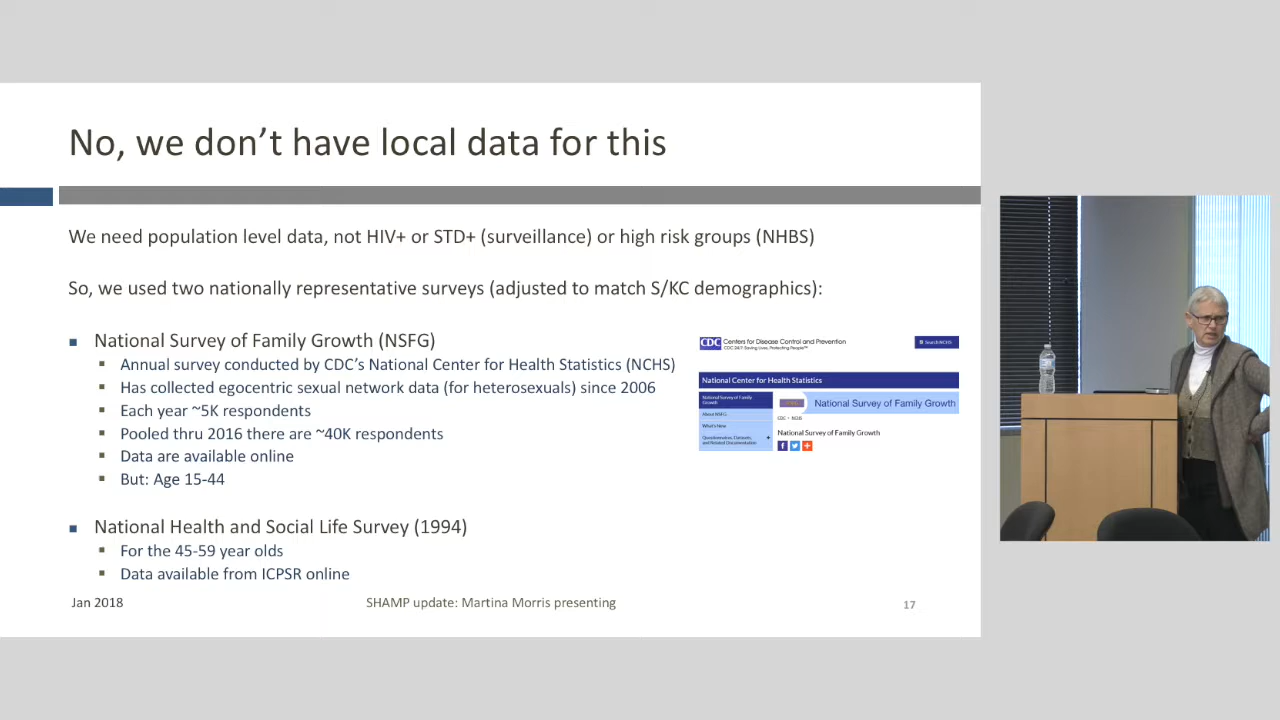 No, we don't have local data for this
We need population level data, not HIV+ or STD+ (surveillance) or high risk groups (NHBS)
So, we used two nationally representative surveys (adjusted to match S/KC demographics):
National Survey of Family Growth (NSFG)
Annual survey conducted by CDC's National Center for Health Statistics (NCHS)
Has collected egocentric sexual network data (for heterosexuals) since 2006
Each year ~5K respondents
Pooled thru 2016 there are ~40K respondents
Data are available online
But: Age 15-44
National Health and Social Life Survey (1994)
For the 45-59 year olds
Data available from ICPSR online
CDC Centers for Disease Control and Prevention
CDC 24/7: Saving Lives, Protecting People™
Search NCHS
National Center for Health Statistics
National Survey of Family
Growth
About NSFG
What's New
Questionnaires, Datasets,
and Related Documentation
National Survey of Family Growth
CDC > NCHS
National Survey of Family Growth
Jan 2018
SHAMP update: Martina Morris presenting
17